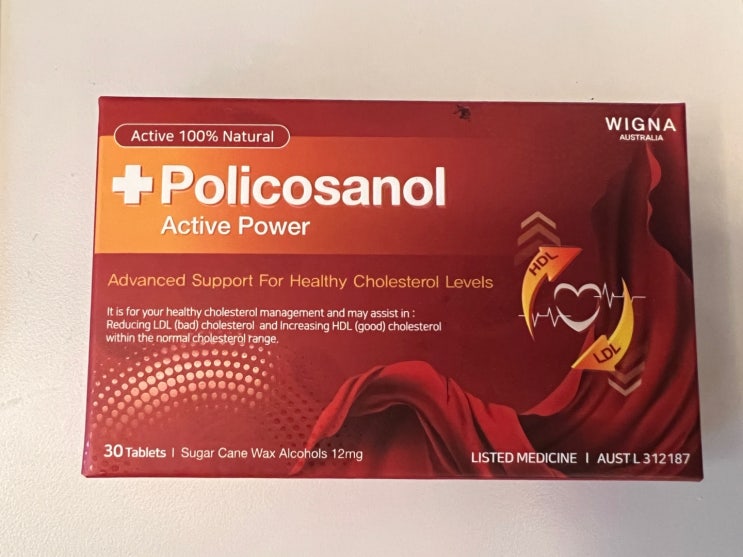 Active 100% Natural
WIGNA
AUSTRALIA
Policosanol
Active Power
Advanced Support For Healthy Cholesterol Levels
It is for your healthy cholesterol management and may assist in :
Reducing LDL (bad) cholesterol and Increasing HDL (good) cholesterol
within the normal cholesterol range.
HDL
LDL
30 Tablets | Sugar Cane Wax Alcohols 12mg
LISTED MEDICINE | AUST L 312187